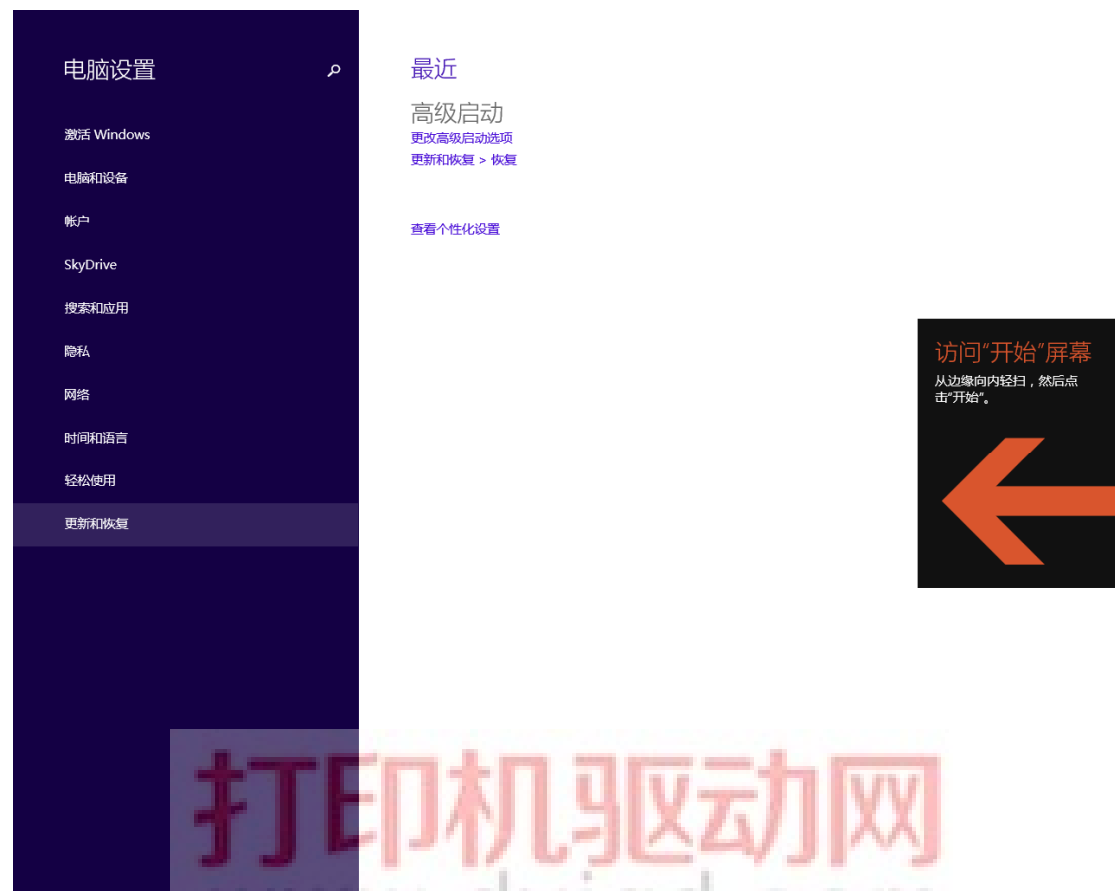 电脑设置
激活 Windows
电脑和设备
帐户
SkyDrive
搜索和应用
隐私
网络
时间和语言
轻松使用
更新和恢复
最近
高级启动
更改高级启动选项
更新和恢复 > 恢复
查看个性化设置
访问“开始”屏幕
从边缘向内轻扫，然后点
击“开始”。
打印机驱动网